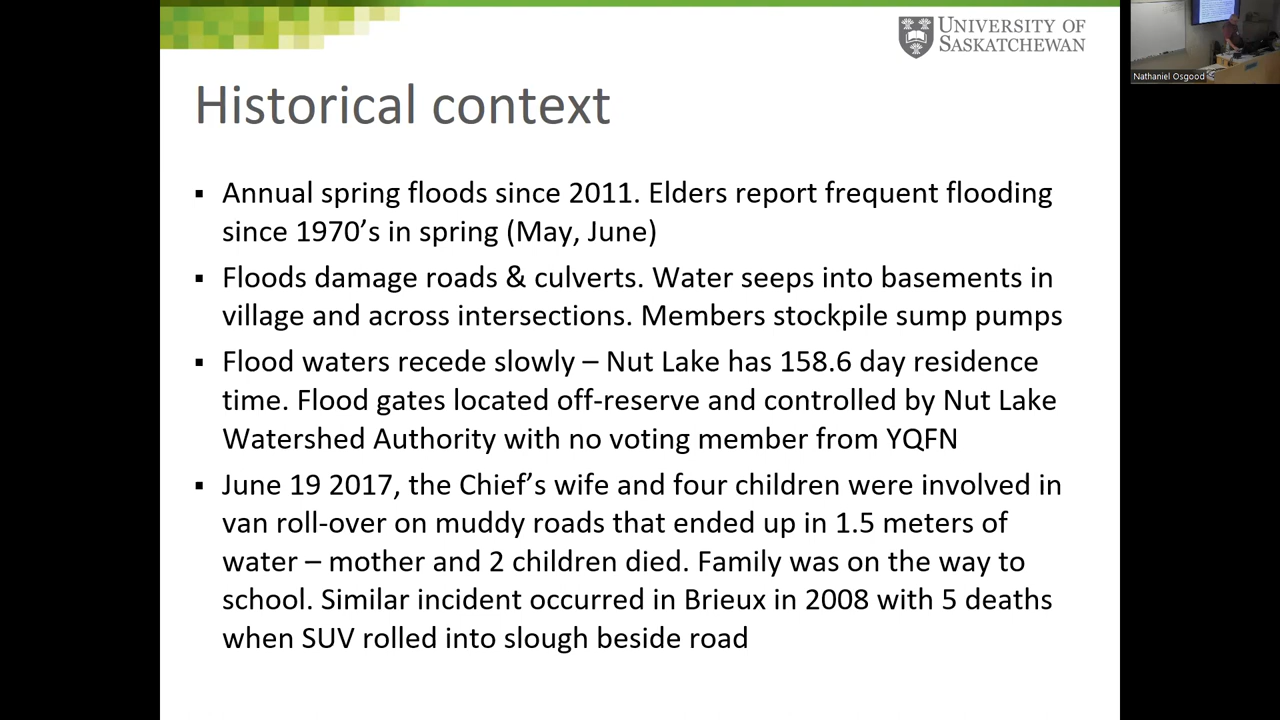 UNIVERSITY OF
SASKATCHEWAN
Nathaniel Osgood
Historical context
▪ Annual spring floods since 2011. Elders report frequent flooding
since 1970’s in spring (May, June)
▪ Floods damage roads & culverts. Water seeps into basements in
village and across intersections. Members stockpile sump pumps
▪ Flood waters recede slowly – Nut Lake has 158.6 day residence
time. Flood gates located off-reserve and controlled by Nut Lake
Watershed Authority with no voting member from YQFN
▪ June 19 2017, the Chief’s wife and four children were involved in
van roll-over on muddy roads that ended up in 1.5 meters of
water – mother and 2 children died. Family was on the way to
school. Similar incident occurred in Brieux in 2008 with 5 deaths
when SUV rolled into slough beside road